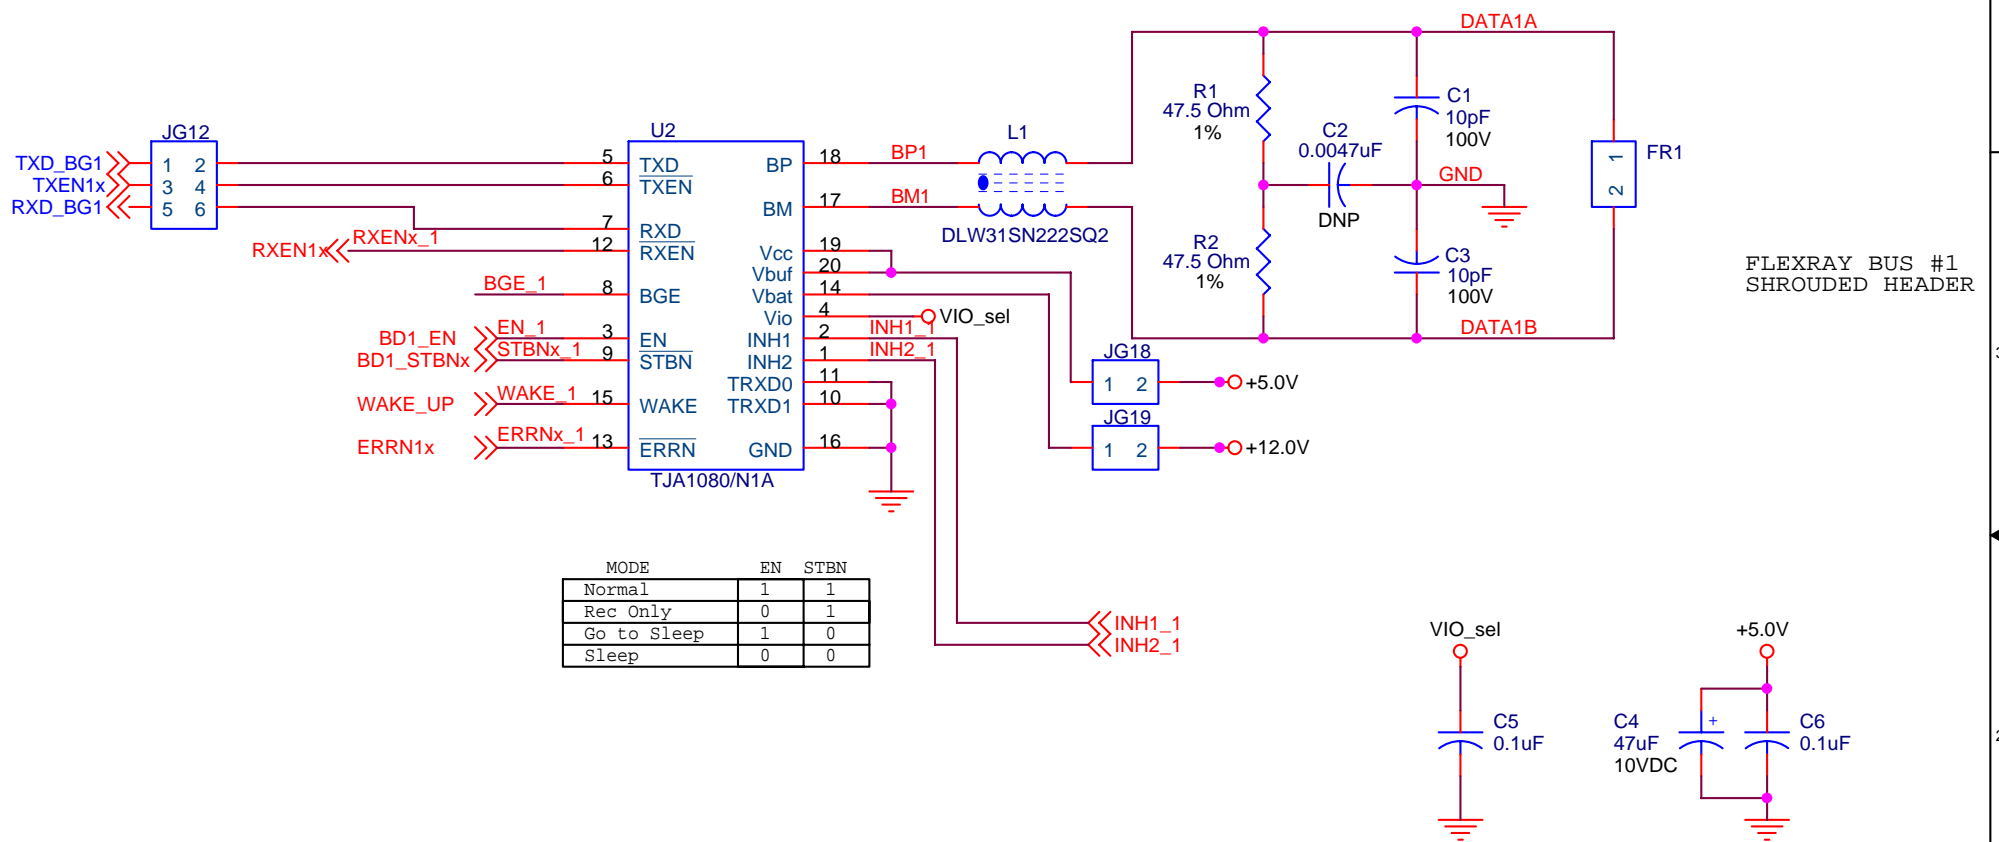 DATA1A
R1
47.5 Ohm
1%
C2
0.0047uF
DNP
C1
10pF
100V
GND
FR1
1
2
JG12
TXD_BG1
TXEN1x
RXD_BG1
1 2
3 4
5 6
U2
5 TXD
6 TXEN
7 RXD
12 RXEN
8 BGE
3 EN
9 STBN
15 WAKE
13 ERRN
BP 18
BM 17
Vcc 19
Vbuf 20
Vbat 14
Vio 4
INH1 2
INH2 1
TRXD0 11
TRXD1 10
GND 16
TJA1080/N1A
RXEN1x
RXENx_1
BGE_1
BD1_EN
EN_1
BD1_STBNx
STBNx_1
WAKE_UP
WAKE_1
ERRN1x
ERRNx_1
BP1
BM1
L1
DLW31SN222SQ2
VIO_sel
INH1_1
INH2_1
R2
47.5 Ohm
1%
C3
10pF
100V
DATA1B
FLEXRAY BUS #1
SHROUDED HEADER
JG18
1 2
+5.0V
JG19
1 2
+12.0V
MODE EN STBN
Normal 1 1
Rec Only 0 1
Go to Sleep 1 0
Sleep 0 0
INH1_1
INH2_1
VIO_sel
C5
0.1uF
+5.0V
C4
47uF
10VDC
+
C6
0.1uF